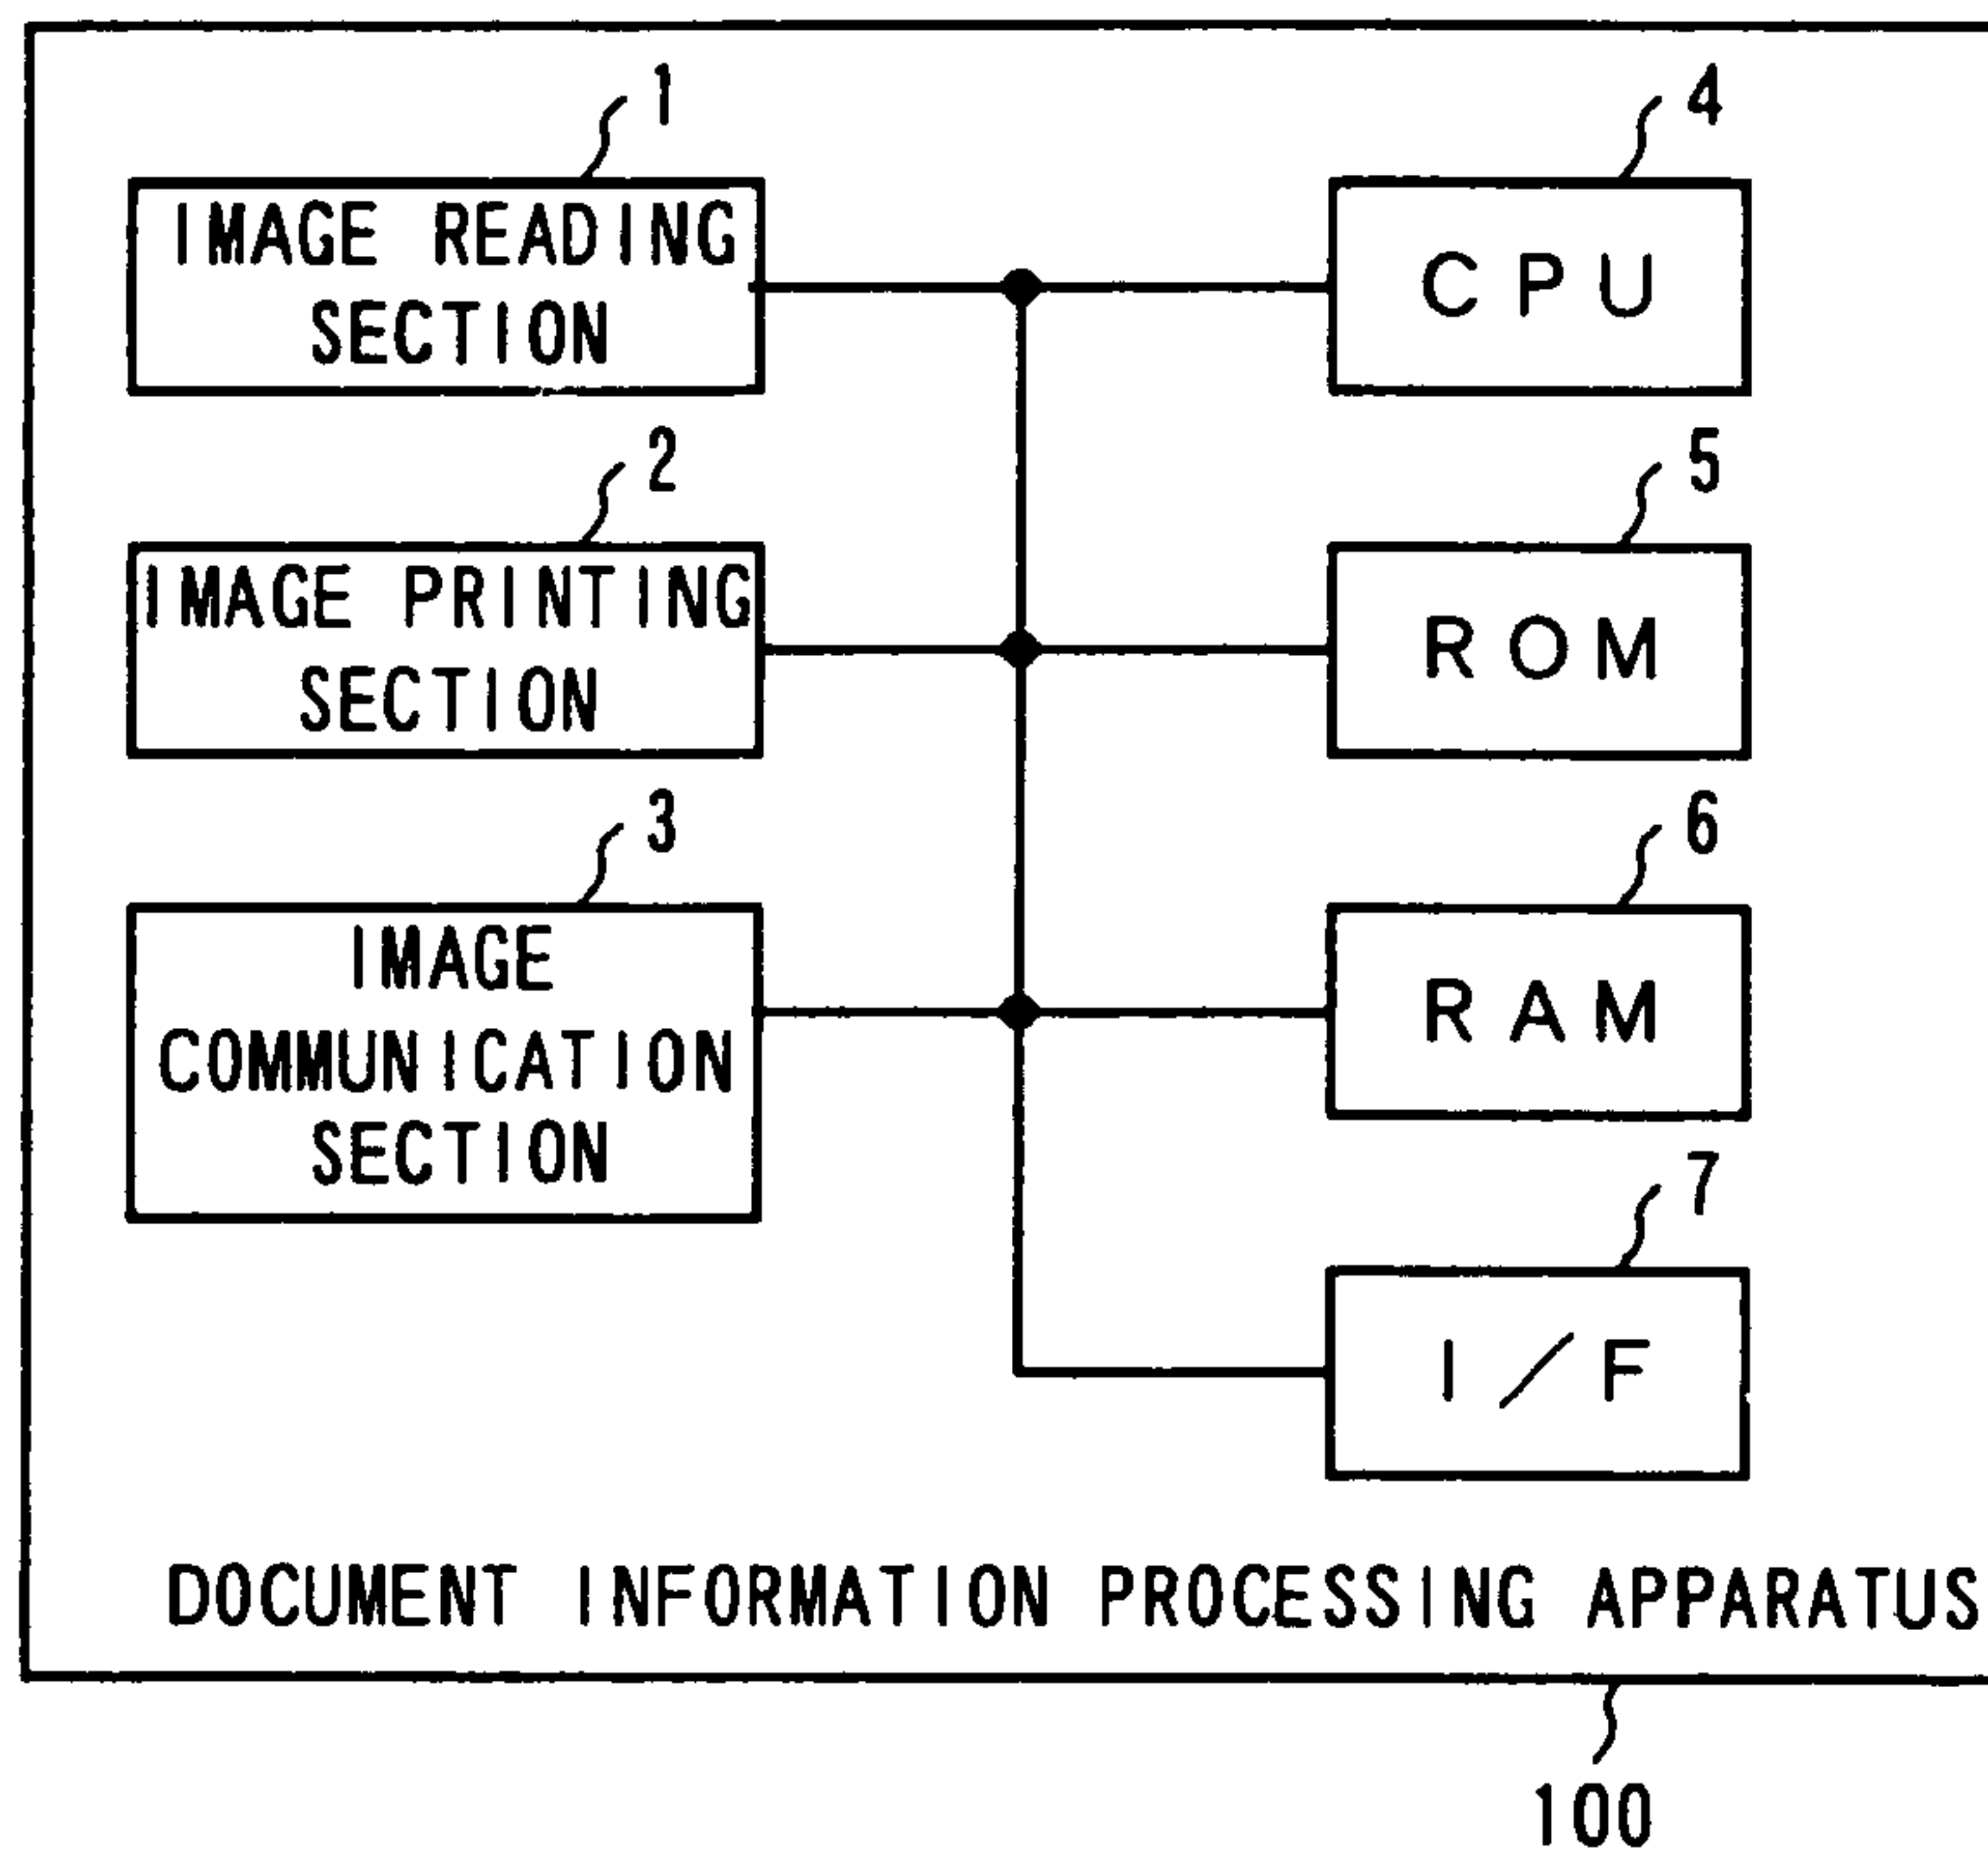 1
IMAGE READING
SECTION
2
IMAGE PRINTING
SECTION
3
IMAGE
COMMUNICATION
SECTION
4
CPU
5
ROM
6
RAM
7
I/F
DOCUMENT INFORMATION PROCESSING APPARATUS
100